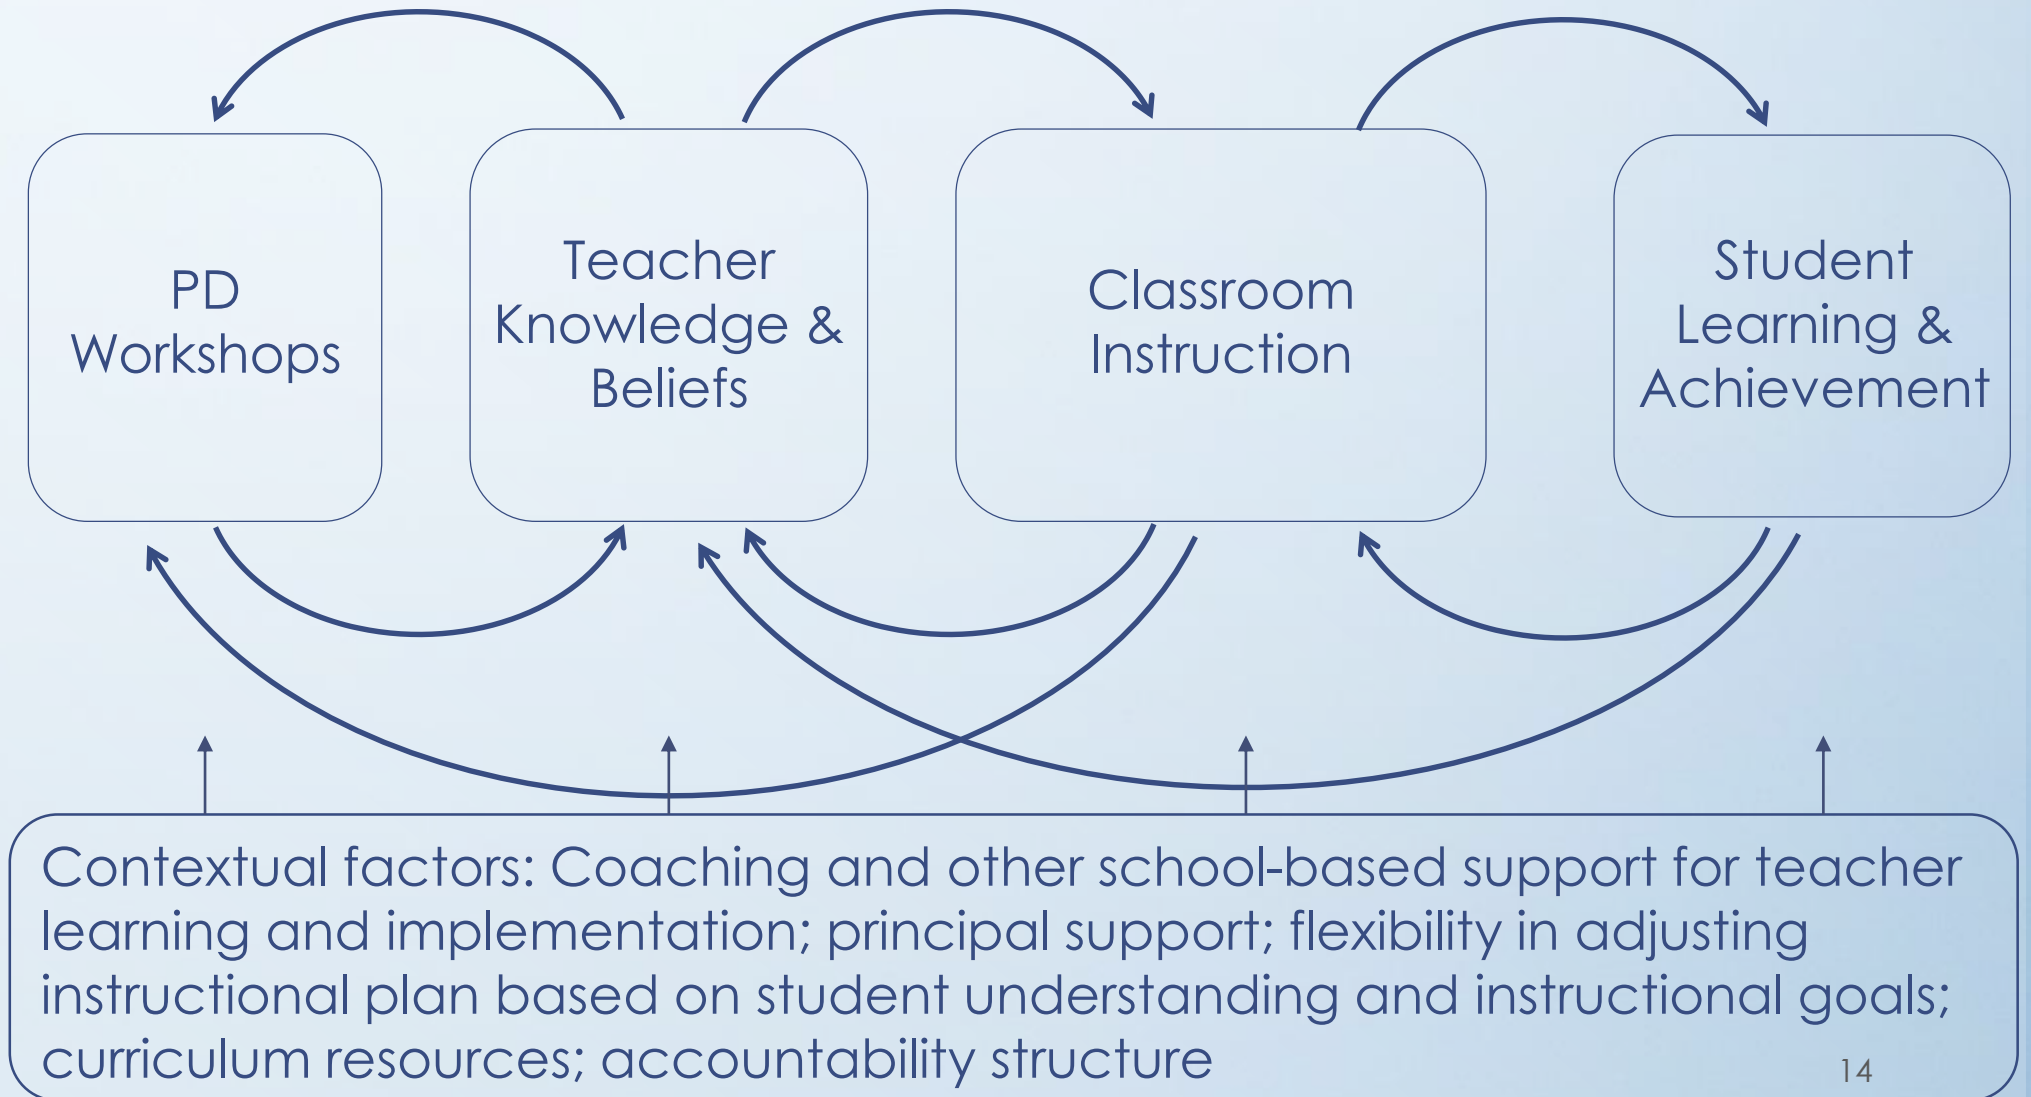 PD
Workshops
Teacher
Knowledge &
Beliefs
Classroom
Instruction
Student
Learning &
Achievement
Contextual factors: Coaching and other school-based support for teacher
learning and implementation; principal support; flexibility in adjusting
instructional plan based on student understanding and instructional goals;
curriculum resources; accountability structure
14